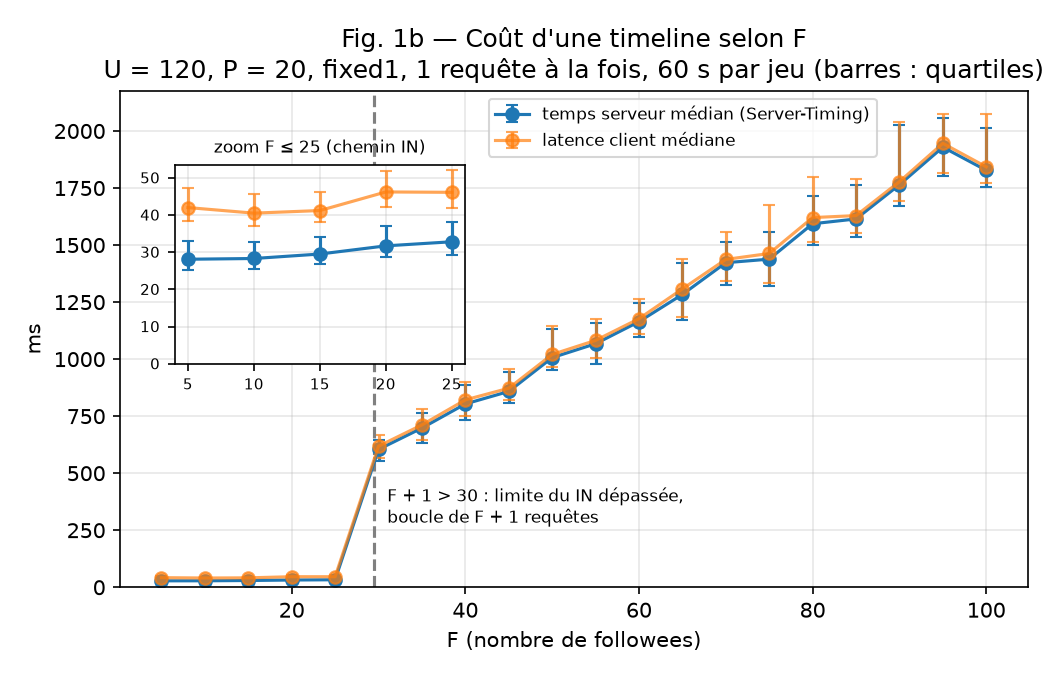 Fig. 1b — Coût d'une timeline selon F
U = 120, P = 20, fixed1, 1 requête à la fois, 60 s par jeu (barres : quartiles)
temps serveur médian (Server-Timing)
latence client médiane
zoom F ≤ 25 (chemin IN)
50
40
30
20
10
0
5 10 15 20 25
2000
1750
1500
1250
1000
750
500
250
0
ms
F + 1 > 30 : limite du IN dépassée,
boucle de F + 1 requêtes
20 40 60 80 100
F (nombre de followees)